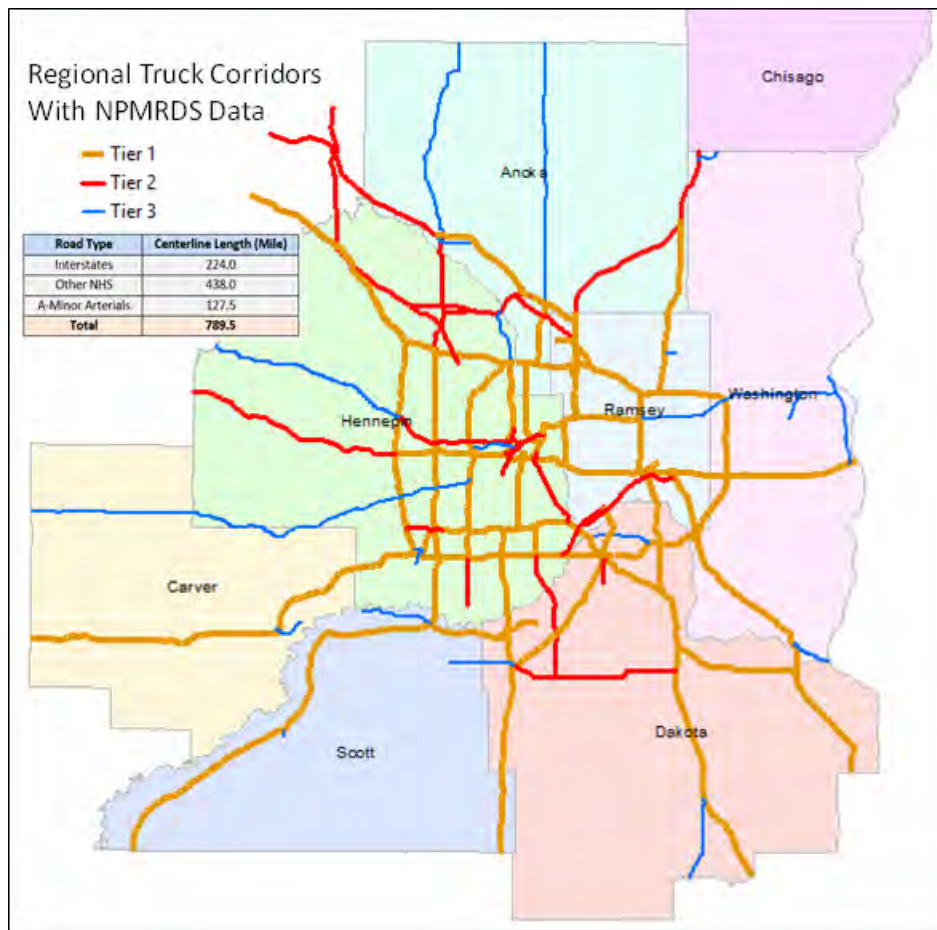 Regional Truck Corridors
With NPMRDS Data
Tier 1
Tier 2
Tier 3
Road Type Centerline Length (Mile)
Interstates 224.0
Other NHS 438.0
A-Minor Arterials 127.5
Total 789.5
Chisago
Anoka
Washington
Ramsey
Hennepin
Carver
Dakota
Scott